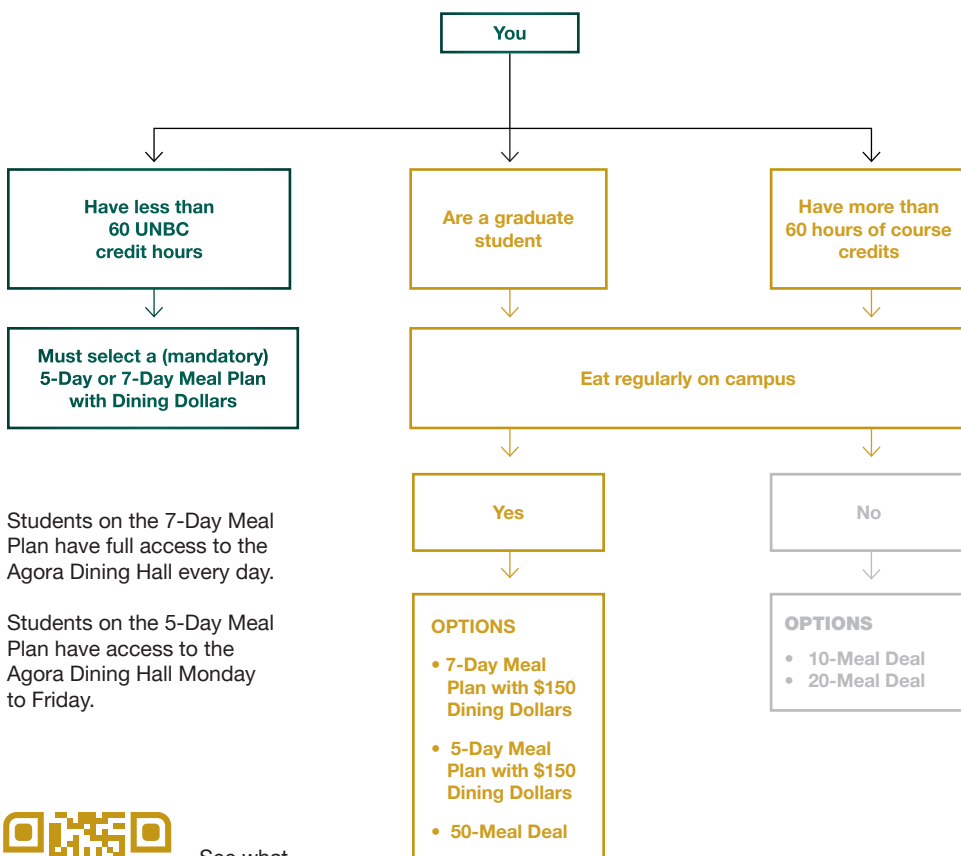 You
Have less than
60 UNBC
credit hours
Are a graduate
student
Have more than
60 hours of course
credits
Must select a (mandatory)
5-Day or 7-Day Meal Plan
with Dining Dollars
Eat regularly on campus
Yes
No
Students on the 7-Day Meal
Plan have full access to the
Agora Dining Hall every day.
Students on the 5-Day Meal
Plan have access to the
Agora Dining Hall Monday
to Friday.
OPTIONS
• 7-Day Meal
Plan with $150
Dining Dollars
• 5-Day Meal
Plan with $150
Dining Dollars
• 50-Meal Deal
OPTIONS
• 10-Meal Deal
• 20-Meal Deal
See what